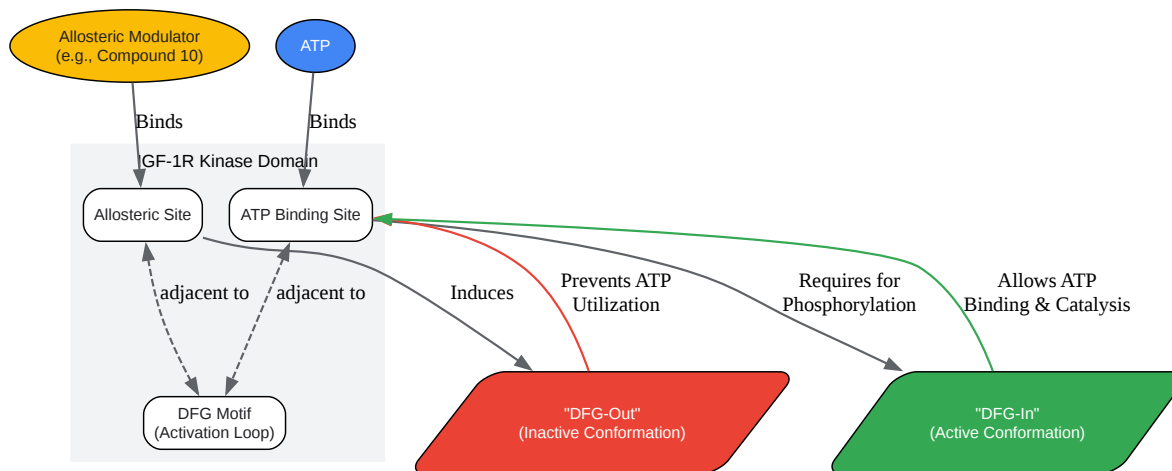 Allosteric Modulator
(e.g., Compound 10)
ATP
Binds
Binds
IGF-1R Kinase Domain
Allosteric Site
ATP Binding Site
adjacent to
adjacent to
Induces
Prevents ATP
Utilization
Requires for
Phosphorylation
Allows ATP
Binding & Catalysis
DFG Motif
(Activation Loop)
"DFG-Out"
(Inactive Conformation)
"DFG-In"
(Active Conformation)